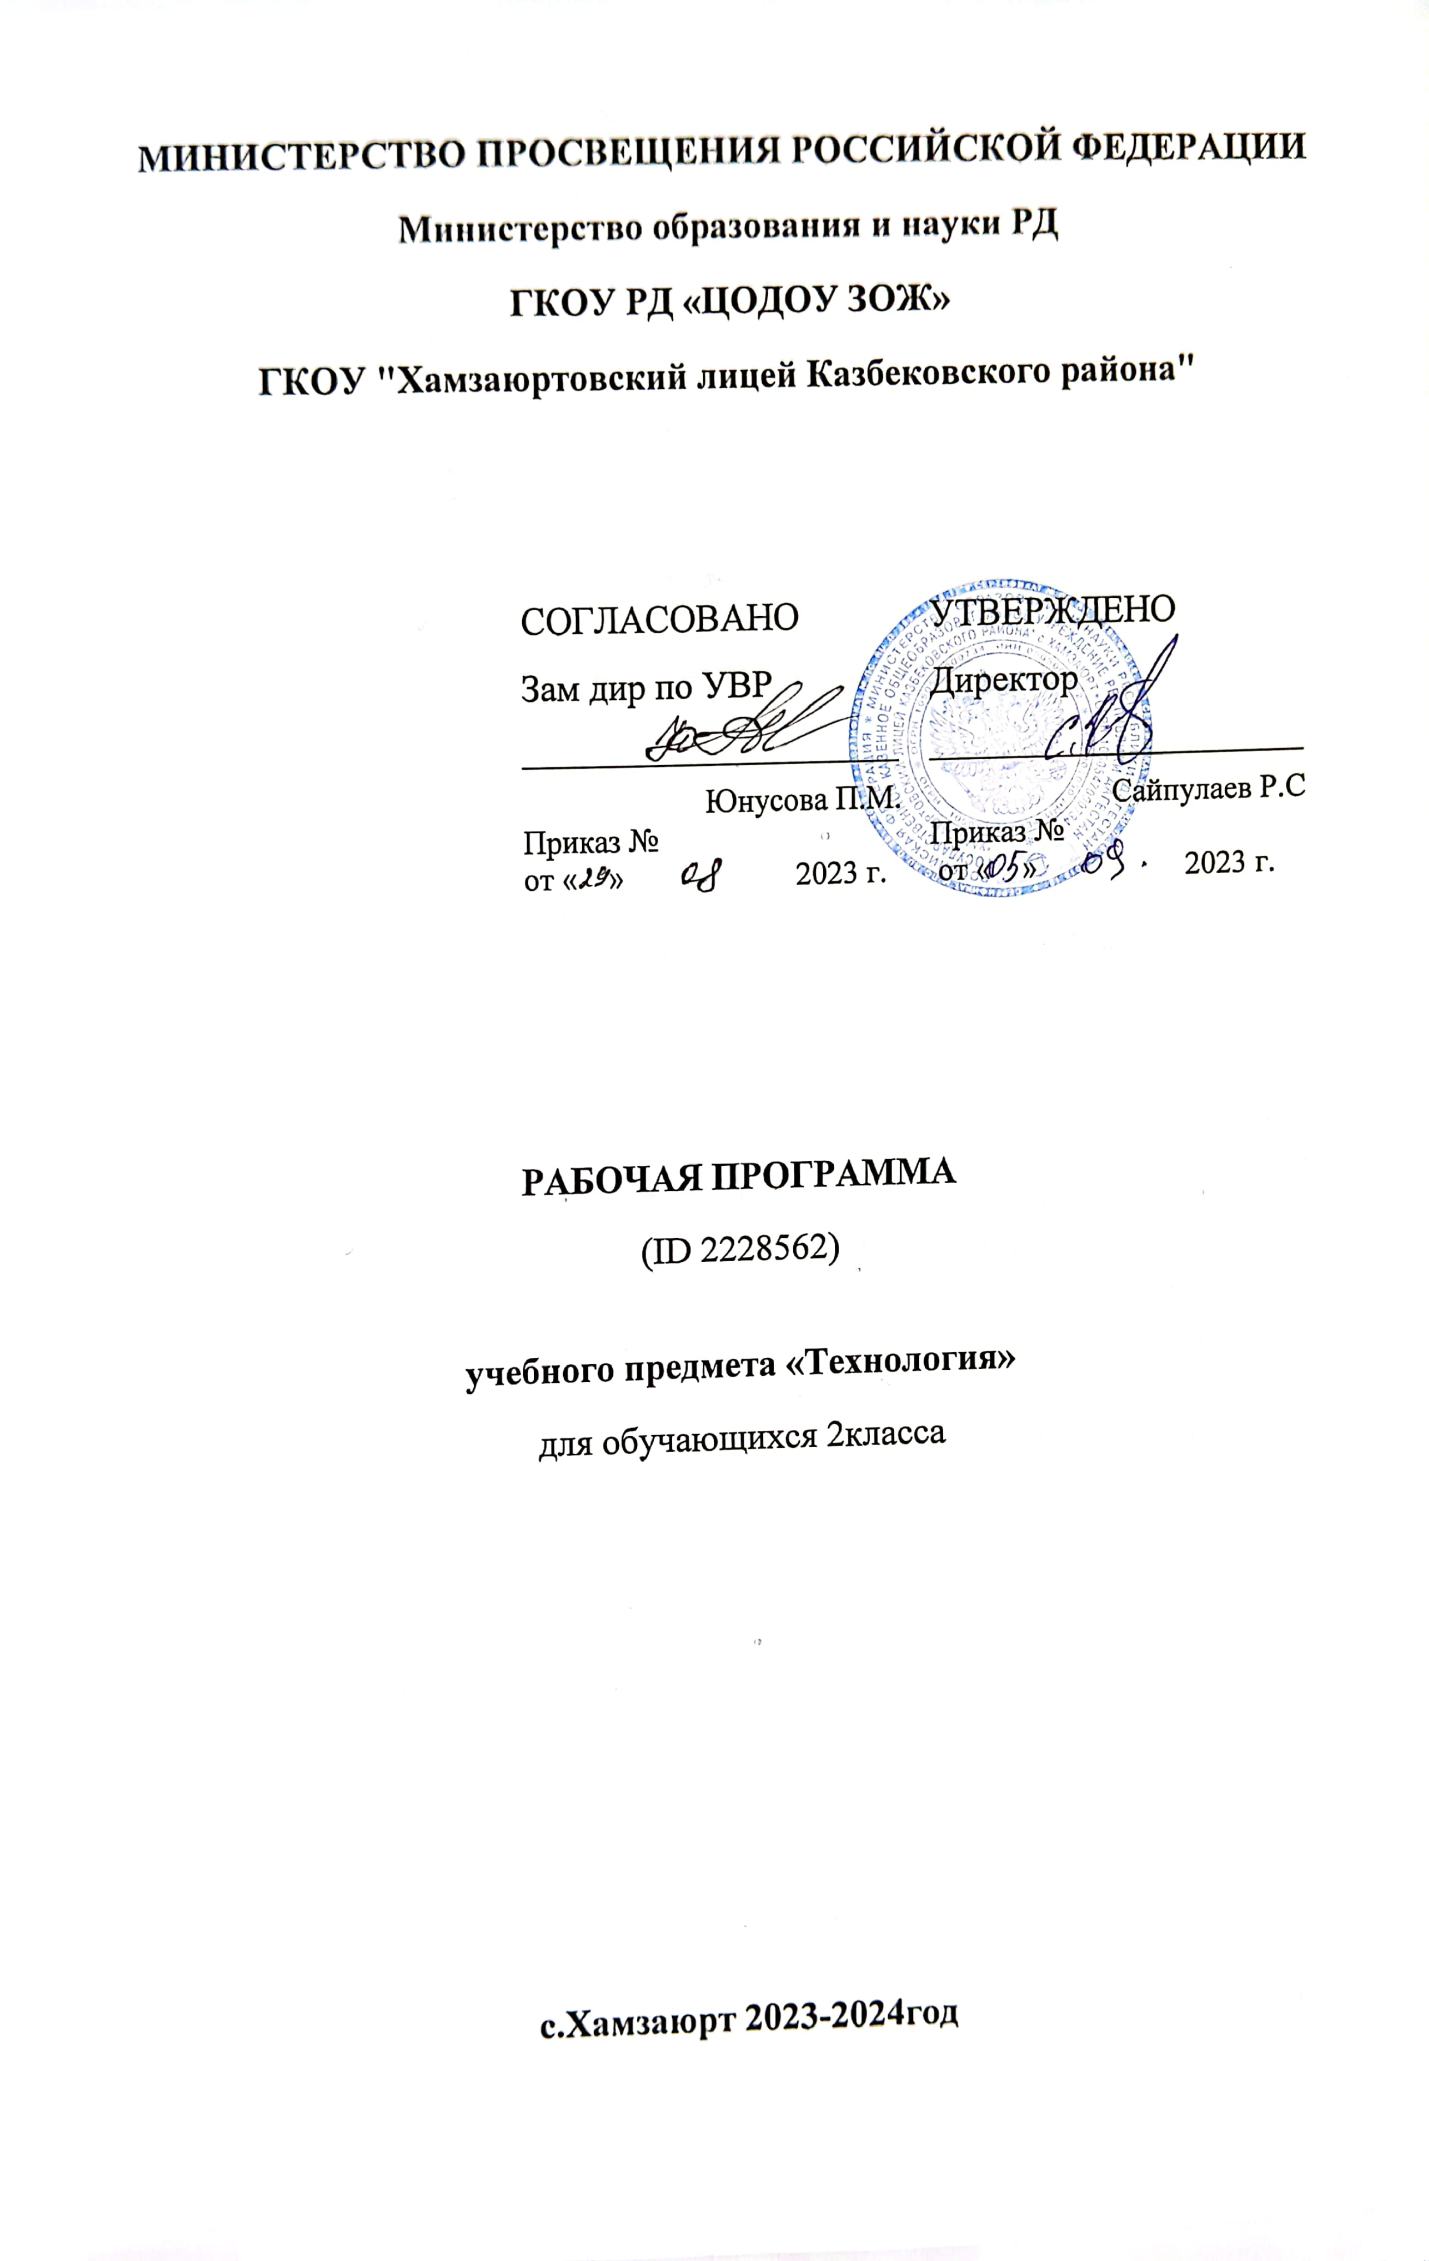 МИНИСТЕРСТВО ПРОСВЕЩЕНИЯ РОССИЙСКОЙ ФЕДЕРАЦИИ
Министерство образования и науки РД
ГКОУ РД «ЦОДОУ ЗОЖ»
ГКОУ "Хамзаюртовский лицей Казбековского района"
СОГЛАСОВАНО
Зам дир по УВР
Юнусова П.М.
Приказ №
от «29» 08 2023 г.
УТВЕРЖДЕНО
Директор
Сайпулаев Р.С
Приказ №
от «05» 09. 2023 г.
РАБОЧАЯ ПРОГРАММА
(ID 2228562)
учебного предмета «Технология»
для обучающихся 2класса
с.Хамзаюрт 2023-2024год